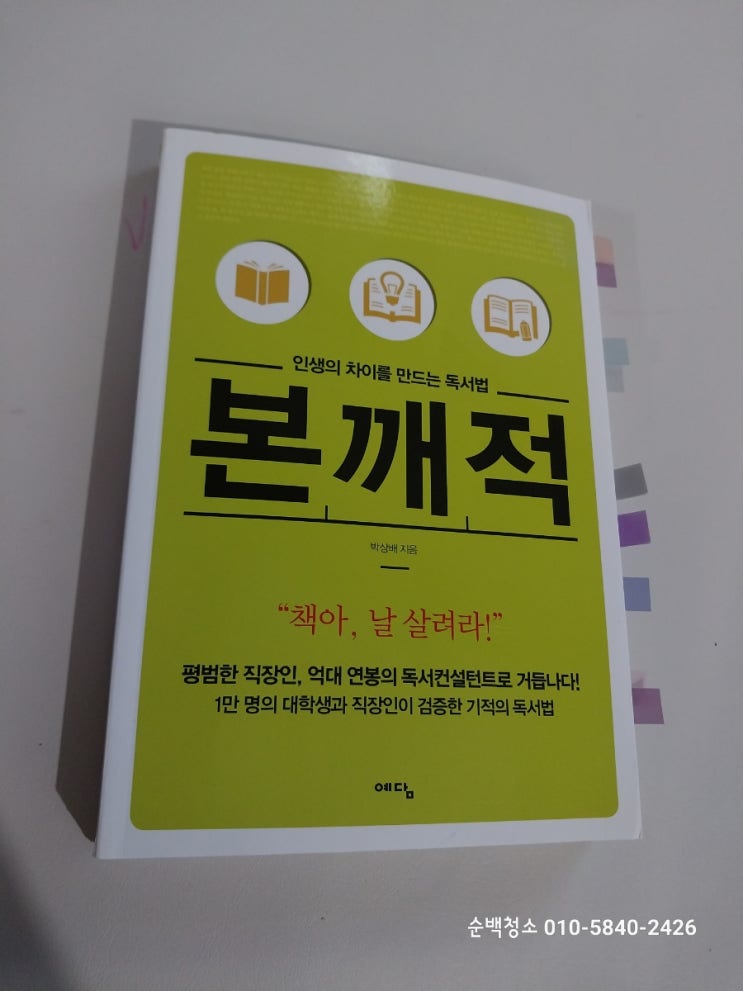 인생의 차이를 만드는 독서법
본깨적
박상배 지음
“책아, 날 살려라!”
평범한 직장인, 억대 연봉의 독서컨설턴트로 거듭나다!
1만 명의 대학생과 직장인이 검증한 기적의 독서법
예담
순백청소 010-5840-2426